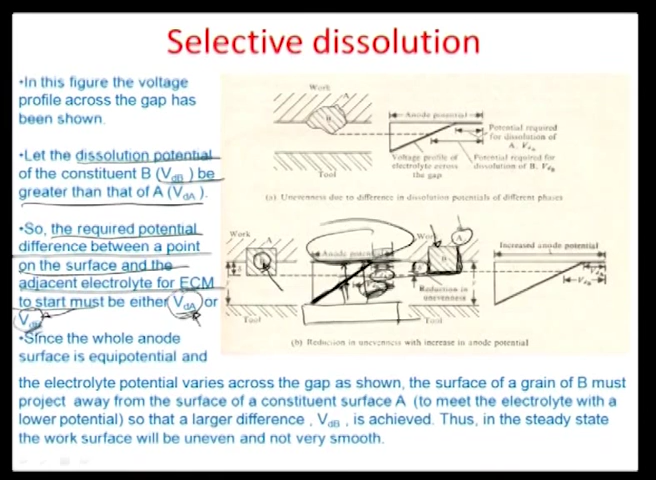 Selective dissolution
•In this figure the voltage
profile across the gap has
been shown.
•Let the dissolution potential
of the constituent B (VdB) be
greater than that of A (VdA).
•So, the required potential
difference between a point
on the surface and the
adjacent electrolyte for ECM
to start must be either VdA or
VdB
•Since the whole anode
surface is equipotential and
the electrolyte potential varies across the gap as shown, the surface of a grain of B must
project away from the surface of a constituent surface A (to meet the electrolyte with a
lower potential) so that a larger difference , VdB , is achieved. Thus, in the steady state
the work surface will be uneven and not very smooth.
Work
A
B
Tool
Anode potential
Potential required
for dissolution of
A, VdA
Voltage profile of
electrolyte across
the gap
Potential required for
dissolution of B, VdB
(a) Unevenness due to difference in dissolution potentials of different phases
Work
A
Tool
Anode potential
Work
A
B
Reduction in
unevenness
Tool
Increased anode potential
VdA
VdB
(b) Reduction in unevenness with increase in anode potential